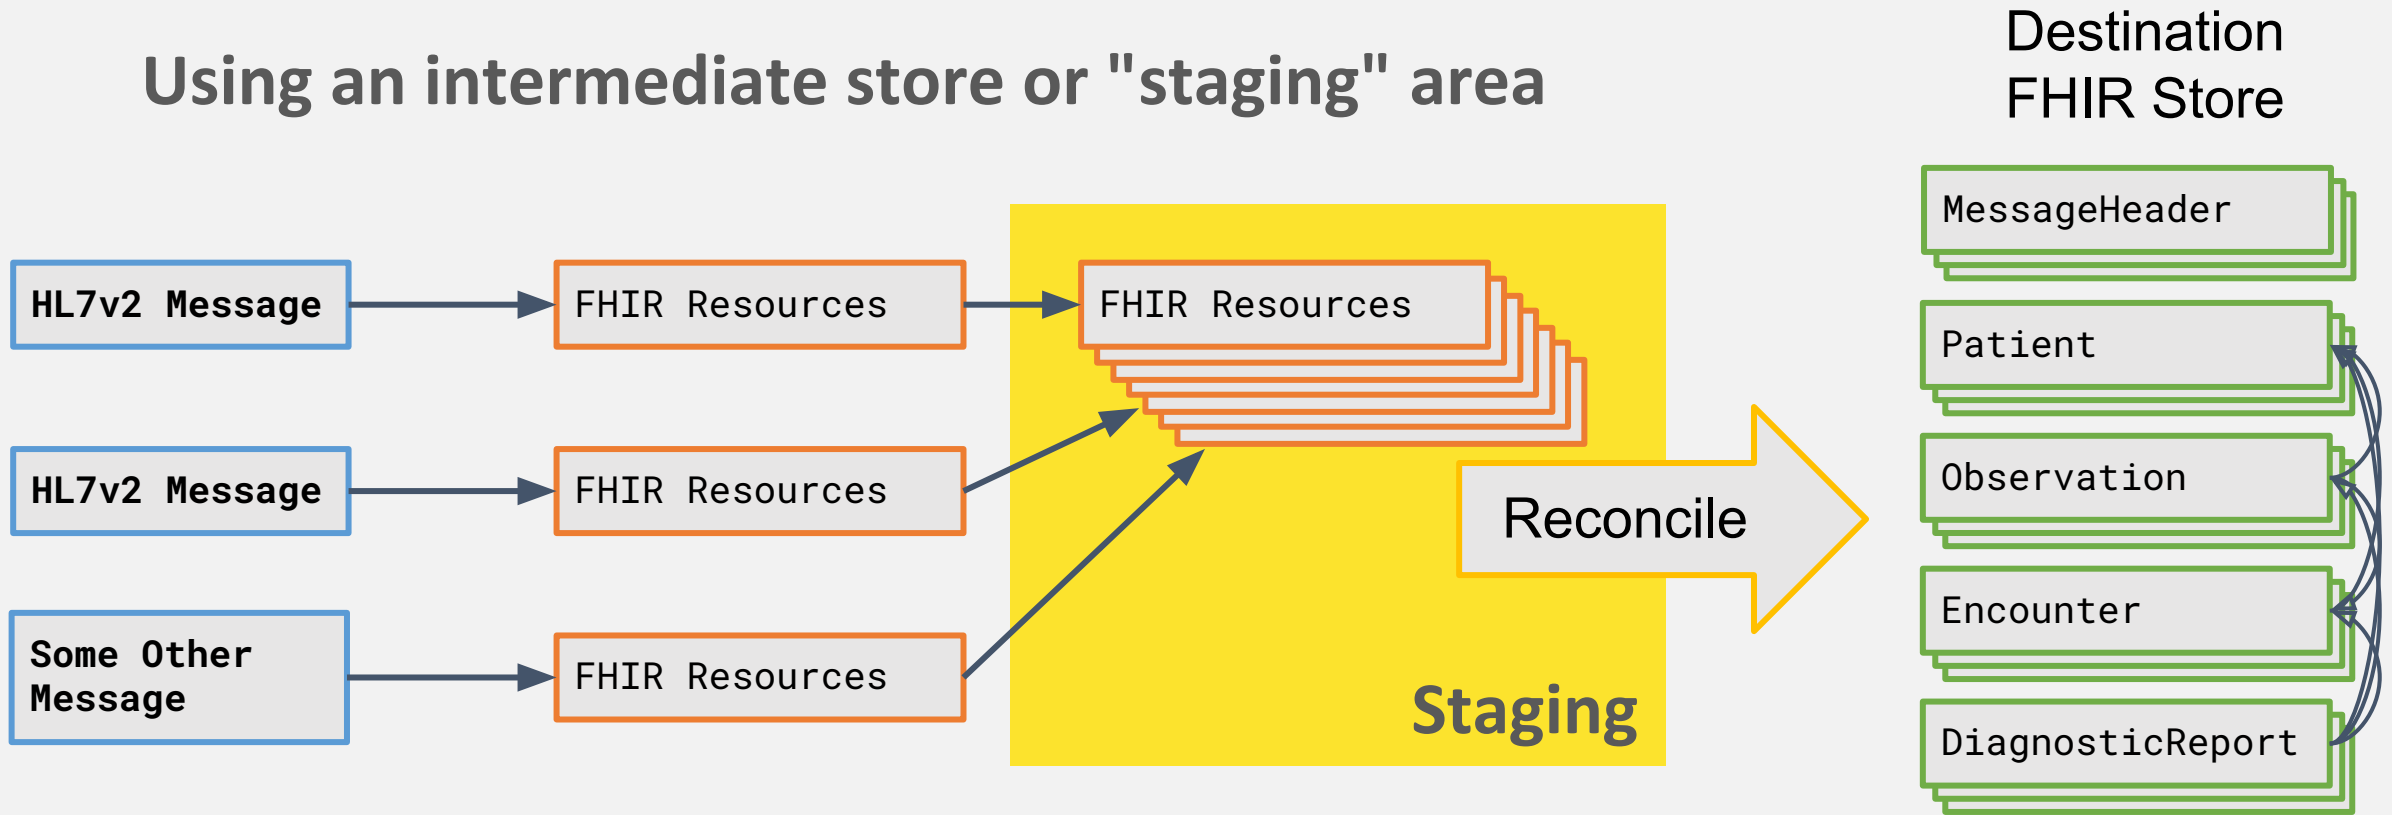 Using an intermediate store or "staging" area
Destination
FHIR Store
HL7v2 Message
FHIR Resources
FHIR Resources
HL7v2 Message
FHIR Resources
Some Other
Message
FHIR Resources
Staging
Reconcile
MessageHeader
Patient
Observation
Encounter
DiagnosticReport